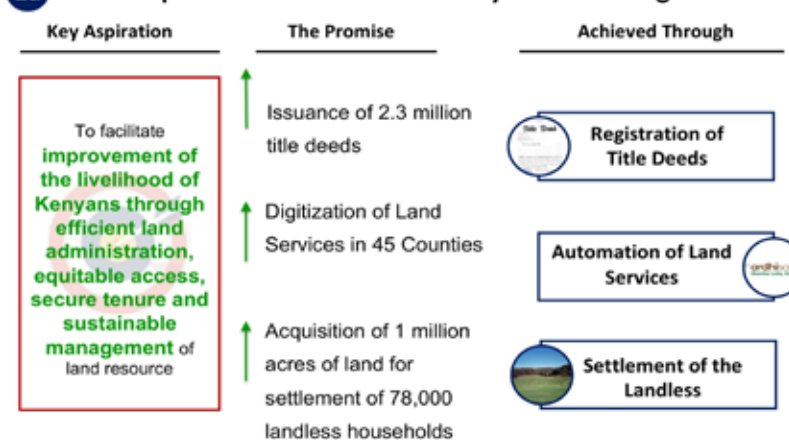 Key Aspiration
The Promise
Achieved Through
To facilitate
improvement of
the livelihood of
Kenyans through
efficient land
administration,
equitable access,
secure tenure and
sustainable
management of
land resource
Issuance of 2.3 million
title deeds
Digitization of Land
Services in 45 Counties
Acquisition of 1 million
acres of land for
settlement of 78,000
landless households
Title Deed
Registration of
Title Deeds
Automation of Land
Services
Settlement of the
Landless